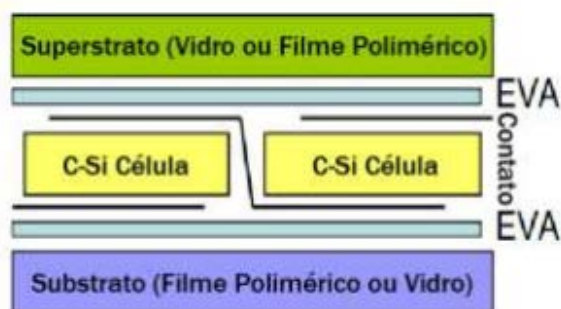 Superstrato (Vidro ou Filme Polimérico)
EVA
Contato
C-Si Célula
C-Si Célula
EVA
Substrato (Filme Polimérico ou Vidro)